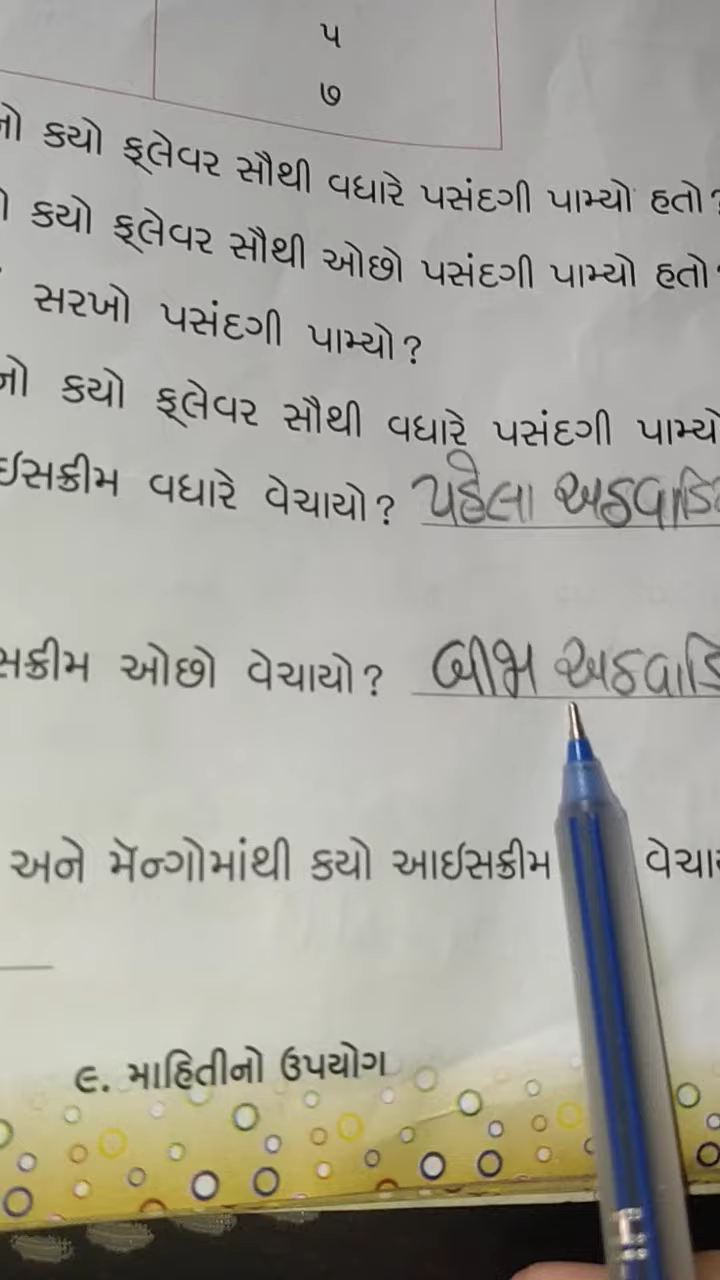 ૫
૭
નો કયો ફ્લેવર સૌથી વધારે પસંદગી પામ્યો હતો?
કયો ફ્લેવર સૌથી ઓછો પસંદગી પામ્યો હતો?
સરખો પસંદગી પામ્યો?
નો કયો ફ્લેવર સૌથી વધારે પસંદગી પામ્યો
ઇસક્રીમ વધારે વેચાયો? પહેલા અઠવાડિ
સક્રીમ ઓછો વેચાયો? બીજા અઠવાડિ
અને મૅન્ગોમાંથી કયો આઇસક્રીમ વેચા
૯. માહિતીનો ઉપયોગ